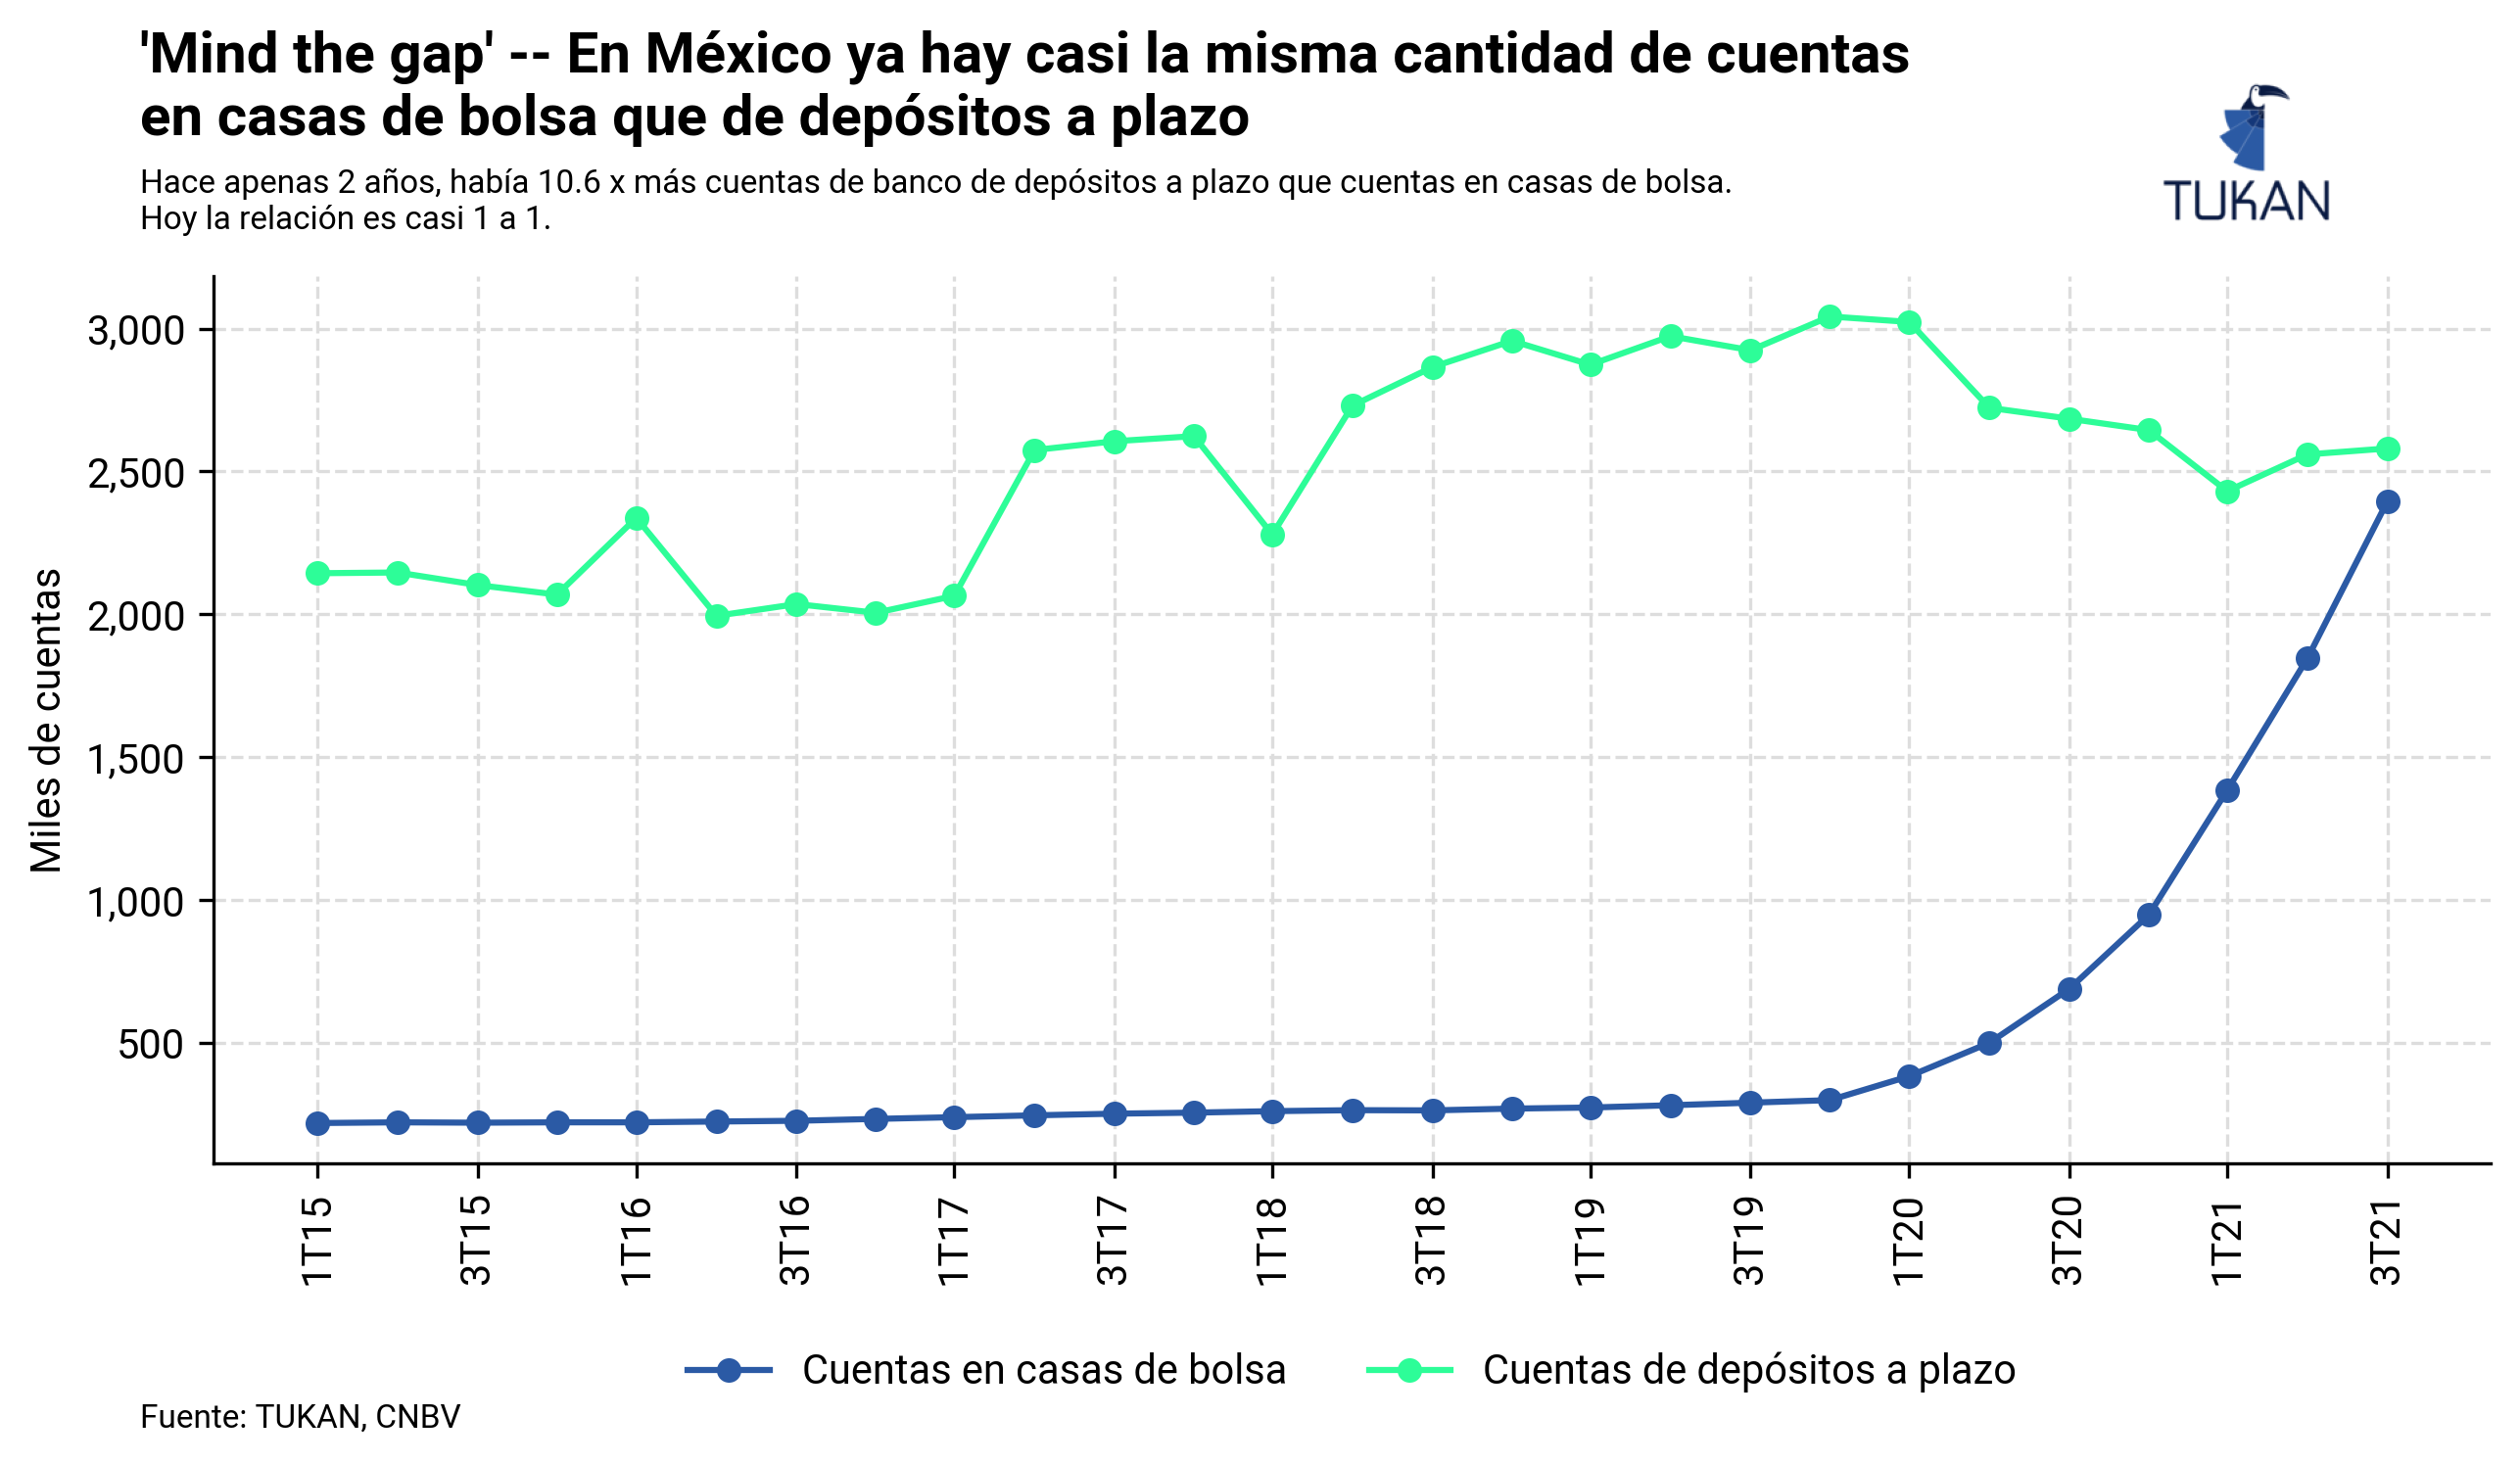 'Mind the gap' -- En México ya hay casi la misma cantidad de cuentas
en casas de bolsa que de depósitos a plazo
Hace apenas 2 años, había 10.6 x más cuentas de banco de depósitos a plazo que cuentas en casas de bolsa.
Hoy la relación es casi 1 a 1.
TUKAN
Miles de cuentas
3,000
2,500
2,000
1,500
1,000
500
1T15
3T15
1T16
3T16
1T17
3T17
1T18
3T18
1T19
3T19
1T20
3T20
1T21
3T21
Cuentas en casas de bolsa
Cuentas de depósitos a plazo
Fuente: TUKAN, CNBV